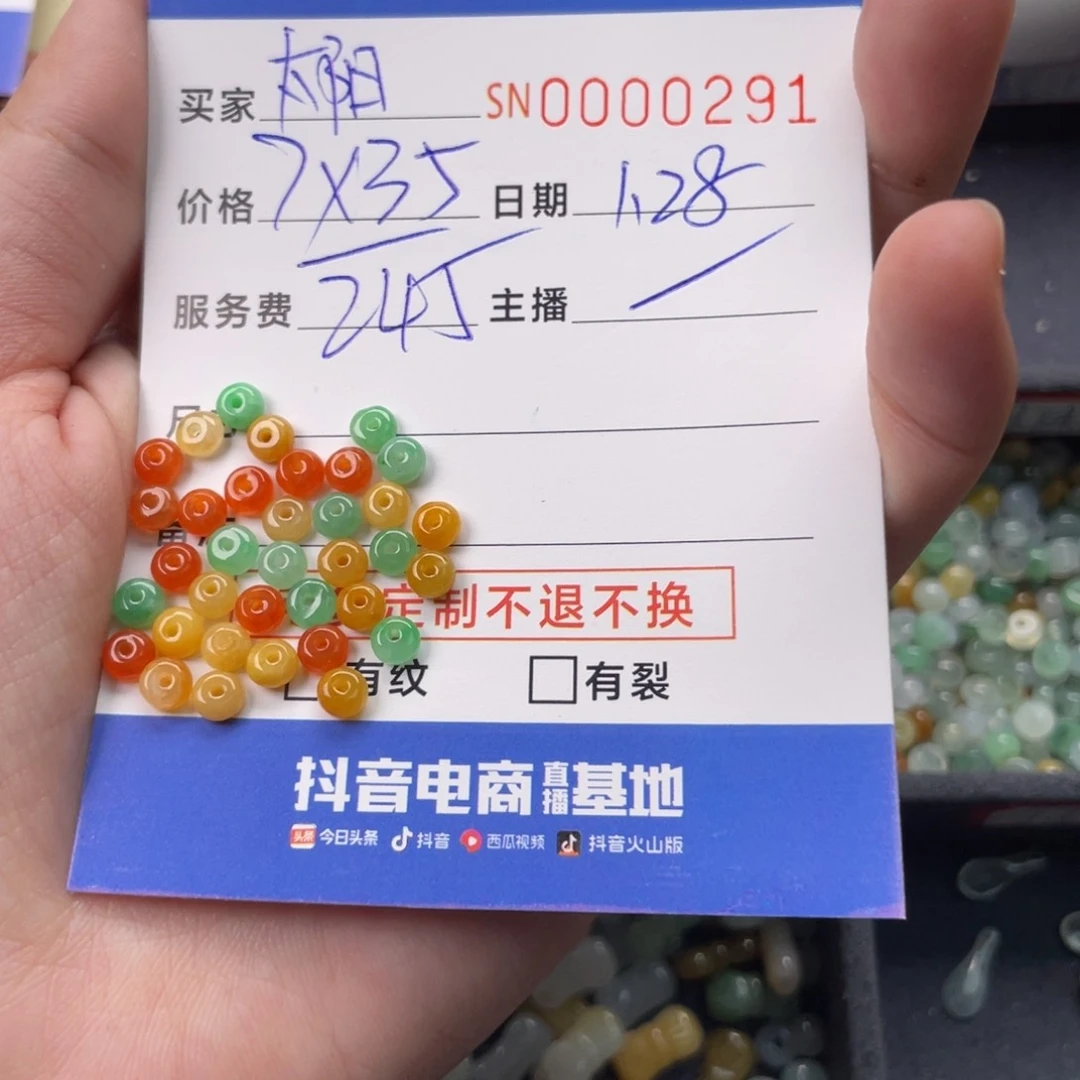 买家 太阳 SN0000291
价格 7x35 日期 1.28
服务费 245 主播 /
定制不退不换
有纹 有裂
抖音电商直播基地
头条 今日头条 抖音 西瓜视频 抖音火山版